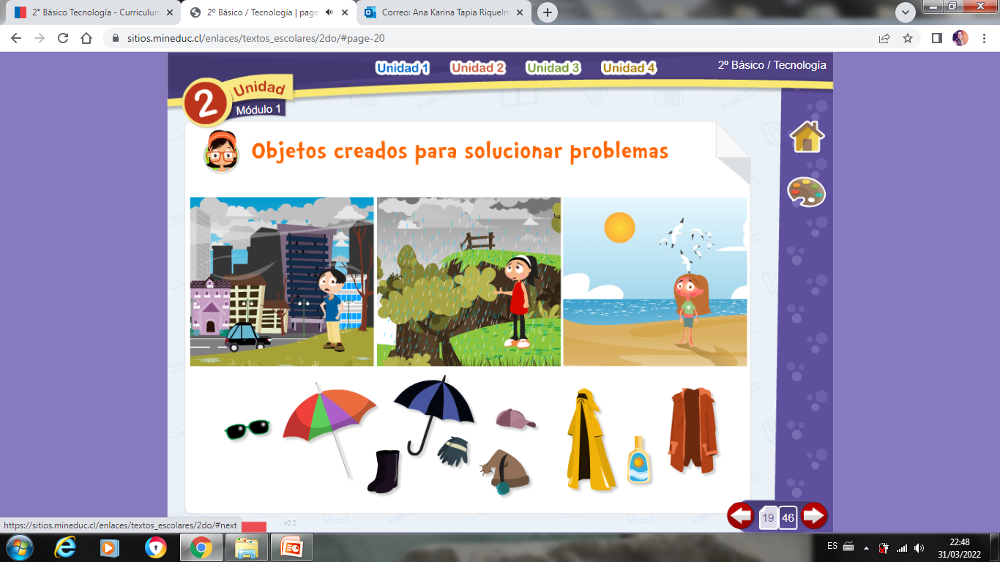 2° Básico Tecnología - Curriculum
2º Básico / Tecnología | page
Correo: Ana Karina Tapia Riquelm
sitios.mineduc.cl/enlaces/textos_escolares/2do/#page-20
Unidad 1
Unidad 2
Unidad 3
Unidad 4
2º Básico / Tecnología
2
Unidad
Módulo 1
Objetos creados para solucionar problemas
19
46
https://sitios.mineduc.cl/enlaces/textos_escolares/2do/#next
v2.2
ES
22:48
31/03/2022